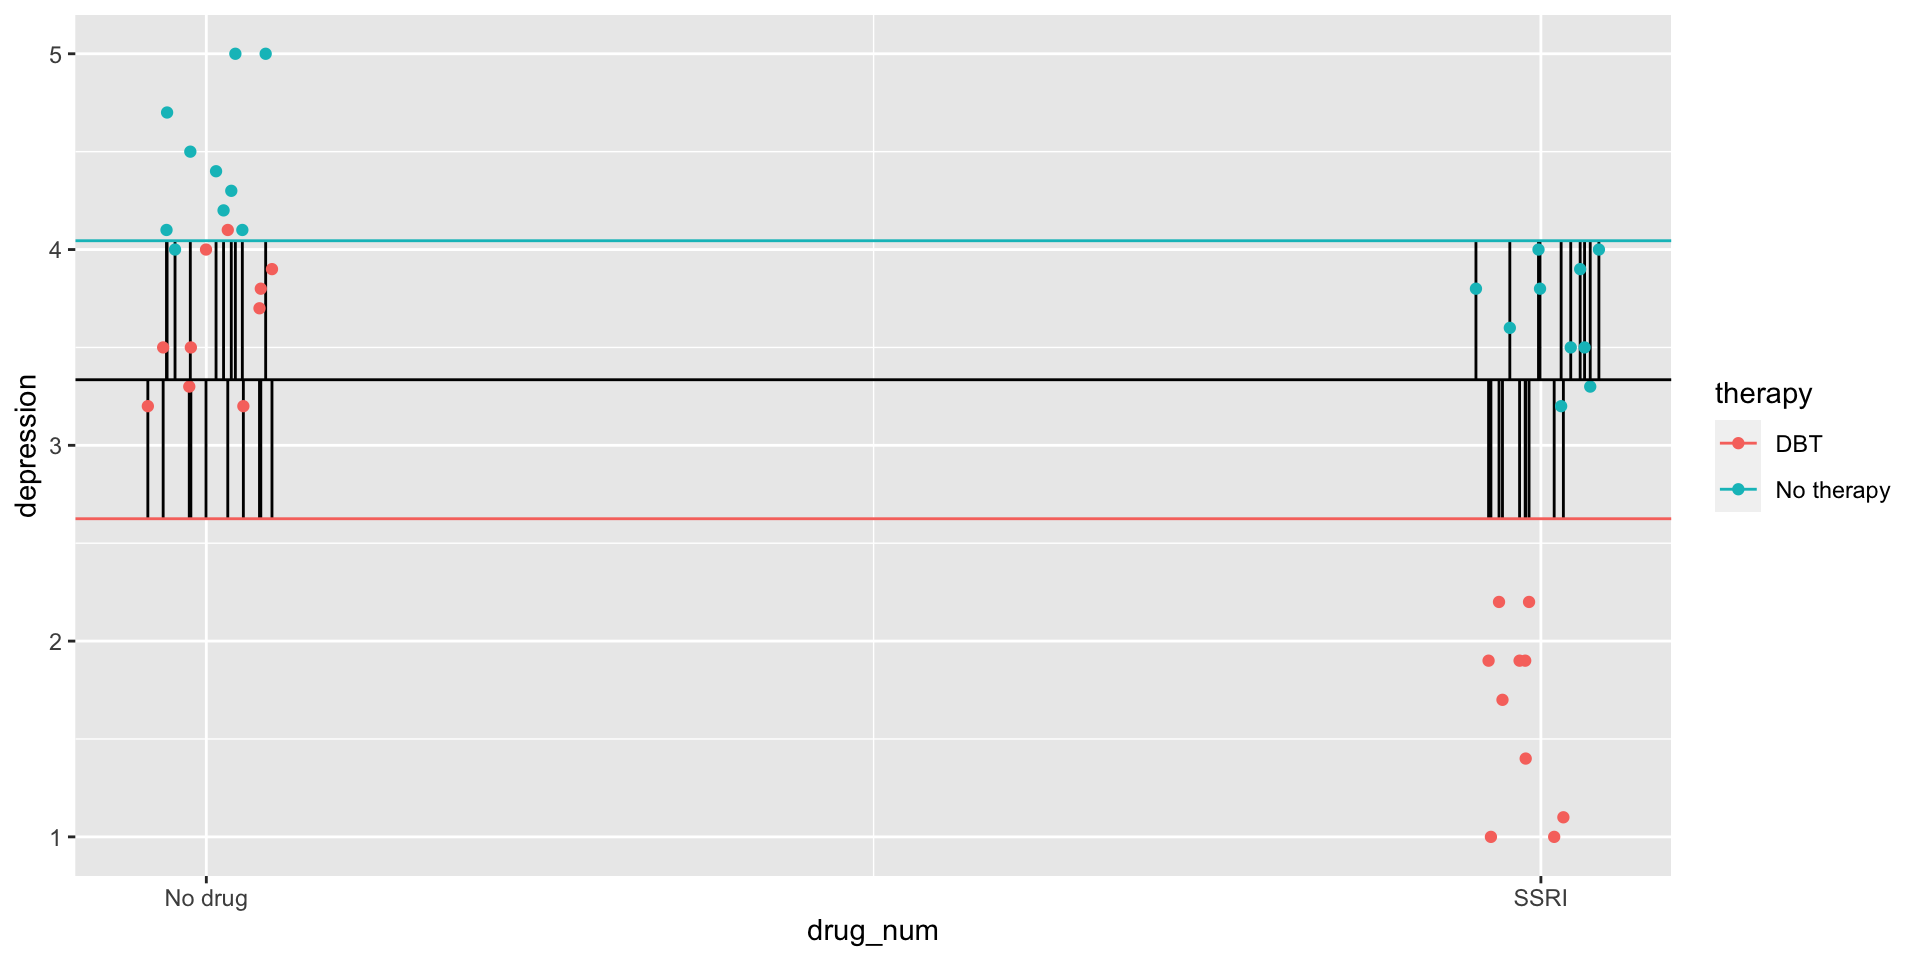 5
4
3
2
1
depression
No drug
SSRI
drug_num
therapy
DBT
No therapy